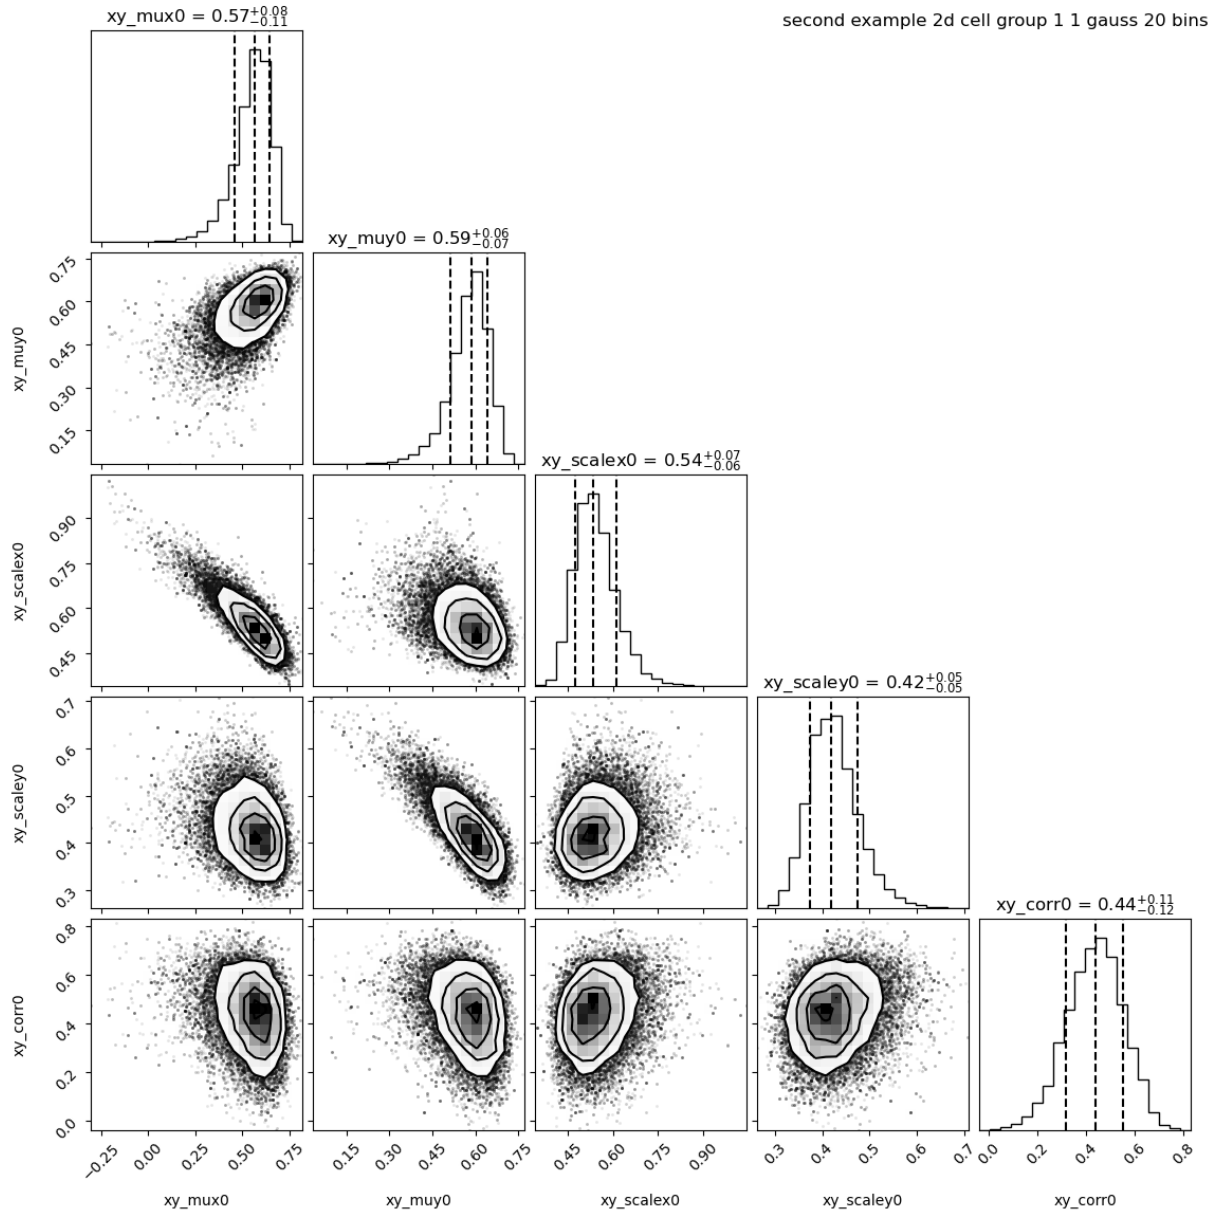 xy_mux0 = 0.57+0.08−0.11
second example 2d cell group 1 1 gauss 20 bins
xy_muy0 = 0.59+0.06−0.07
0.75
0.60
0.45
0.30
0.15
xy_muy0
xy_scalex0 = 0.54+0.07−0.06
0.90
0.75
0.60
0.45
xy_scalex0
xy_scaley0 = 0.42+0.05−0.05
0.7
0.6
0.5
0.4
0.3
xy_scaley0
xy_corr0 = 0.44+0.11−0.12
0.8
0.6
0.4
0.2
0.0
xy_corr0
−0.25 0.00 0.25 0.50 0.75 0.15 0.30 0.45 0.60 0.75 0.45 0.60 0.75 0.90 0.3 0.4 0.5 0.6 0.7 0.0 0.2 0.4 0.6 0.8
xy_mux0 xy_muy0 xy_scalex0 xy_scaley0 xy_corr0